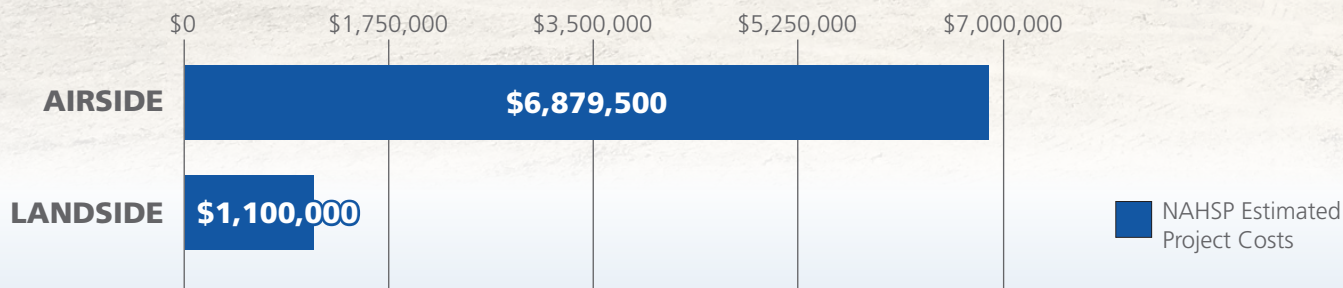 $0 $1,750,000 $3,500,000 $5,250,000 $7,000,000
AIRSIDE $6,879,500
LANDSIDE $1,100,000
NAHSP Estimated
Project Costs